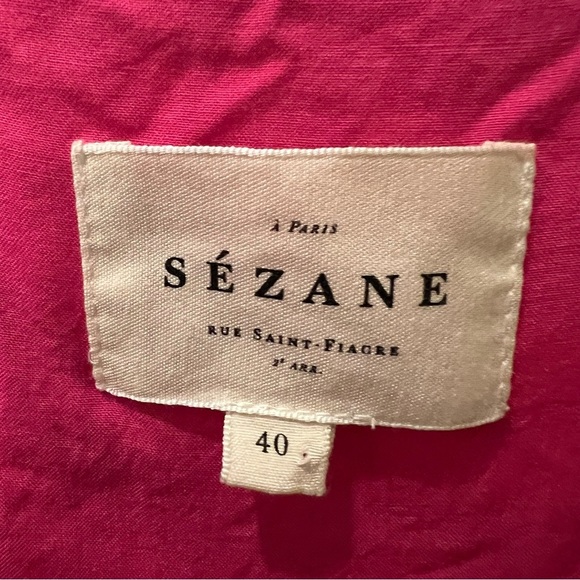 À PARIS
SÉZANE
RUE SAINT-FIACRE
2ᵉ ARR.
40